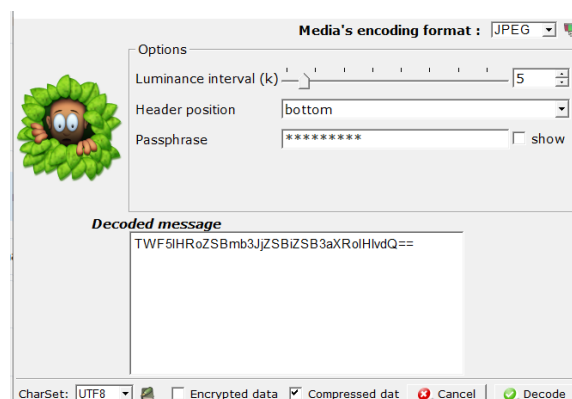 Media's encoding format : JPEG
Options
Luminance interval (k) 5
Header position bottom
Passphrase ********* show
Decoded message
TWF5IHRoZSBmb3JjZSBiZSB3aXRoIHlvdQ==
CharSet: UTF8 Encrypted data Compressed dat Cancel Decode